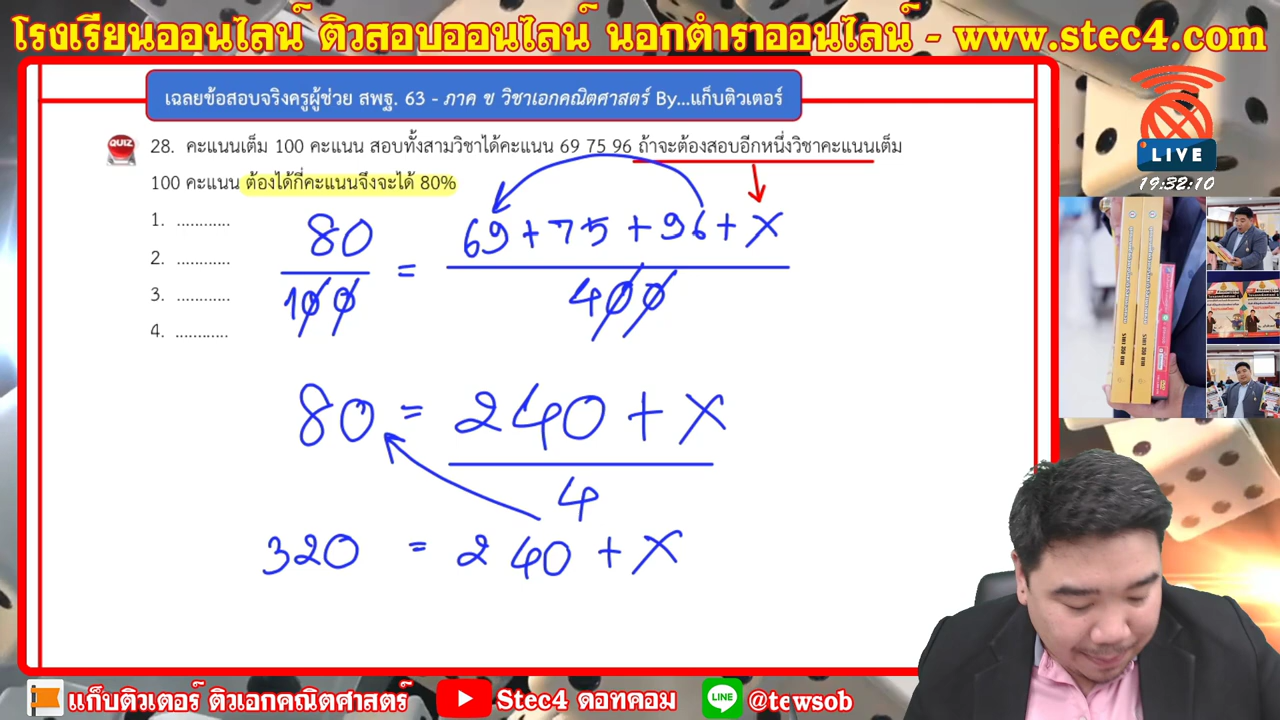 โรงเรียนออนไลน์ ติวสอบออนไลน์ นอกตำราออนไลน์ - www.stec4.com
เฉลยข้อสอบจริงครูผู้ช่วย สพฐ. 63 - ภาค ข วิชาเอกคณิตศาสตร์ By...แก็บติวเตอร์
QUIZ
28. คะแนนเต็ม 100 คะแนน สอบทั้งสามวิชาได้คะแนน 69 75 96 ถ้าจะต้องสอบอีกหนึ่งวิชาคะแนนเต็ม
100 คะแนน ต้องได้กี่คะแนนจึงจะได้ 80%
1. ............
2. ............
3. ............
4. ............
80/100 = 69+75+96+X/400
80 = 240+X/4
320 = 240+X
LIVE
19:32:10
แก็บติวเตอร์ ติวเอกคณิตศาสตร์
Stec4 ดอทคอม
LINE
@tewsob